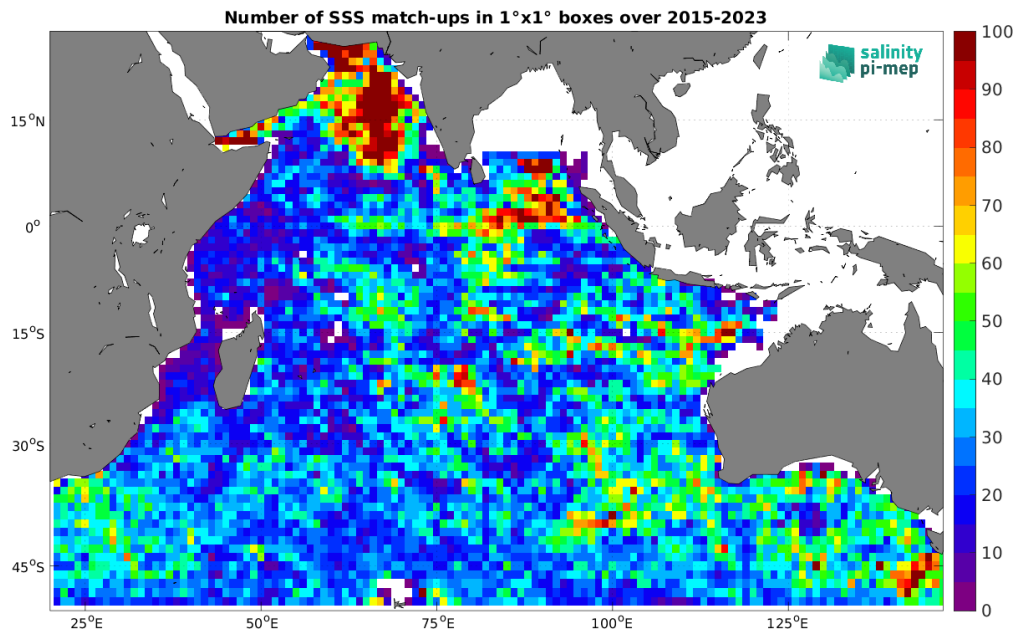 Number of SSS match-ups in 1°x1° boxes over 2015-2023
salinity
pi-mep
15°N
0°
15°S
30°S
45°S
25°E
50°E
75°E
100°E
125°E
100
90
80
70
60
50
40
30
20
10
0